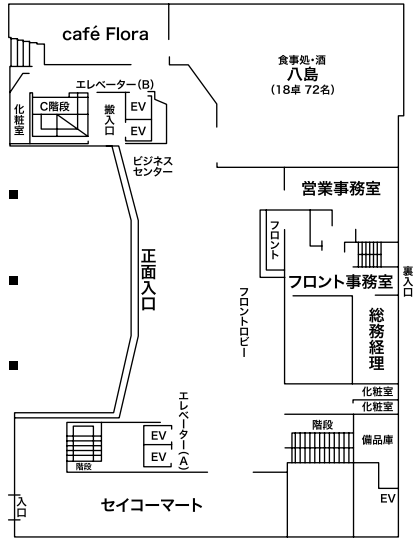 café Flora
食事処・酒
八島
(18卓 72名)
エレベーター(B)
化粧室
C階段
搬入口
EV
EV
ビジネス
センター
営業事務室
フロント
正面入口
フロント事務室
裏入口
フロントロビー
総務経理
化粧室
化粧室
エレベーター(A)
階段
備品庫
EV
EV
階段
セイコーマート
入口
EV